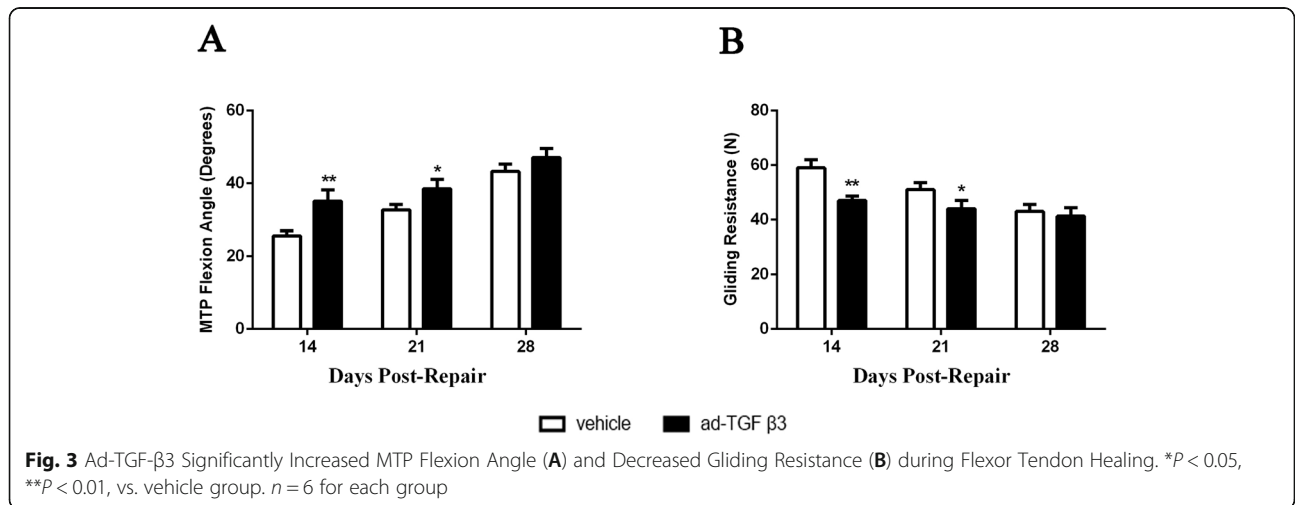 A
MTP Flexion Angle (Degrees)
60
40
20
0
**
*
14 21 28
Days Post-Repair
B
Gliding Resistance (N)
80
60
40
20
0
**
*
14 21 28
Days Post-Repair
vehicle ad-TGF β3
Fig. 3 Ad-TGF-β3 Significantly Increased MTP Flexion Angle (A) and Decreased Gliding Resistance (B) during Flexor Tendon Healing. *P < 0.05,
**P < 0.01, vs. vehicle group. n = 6 for each group